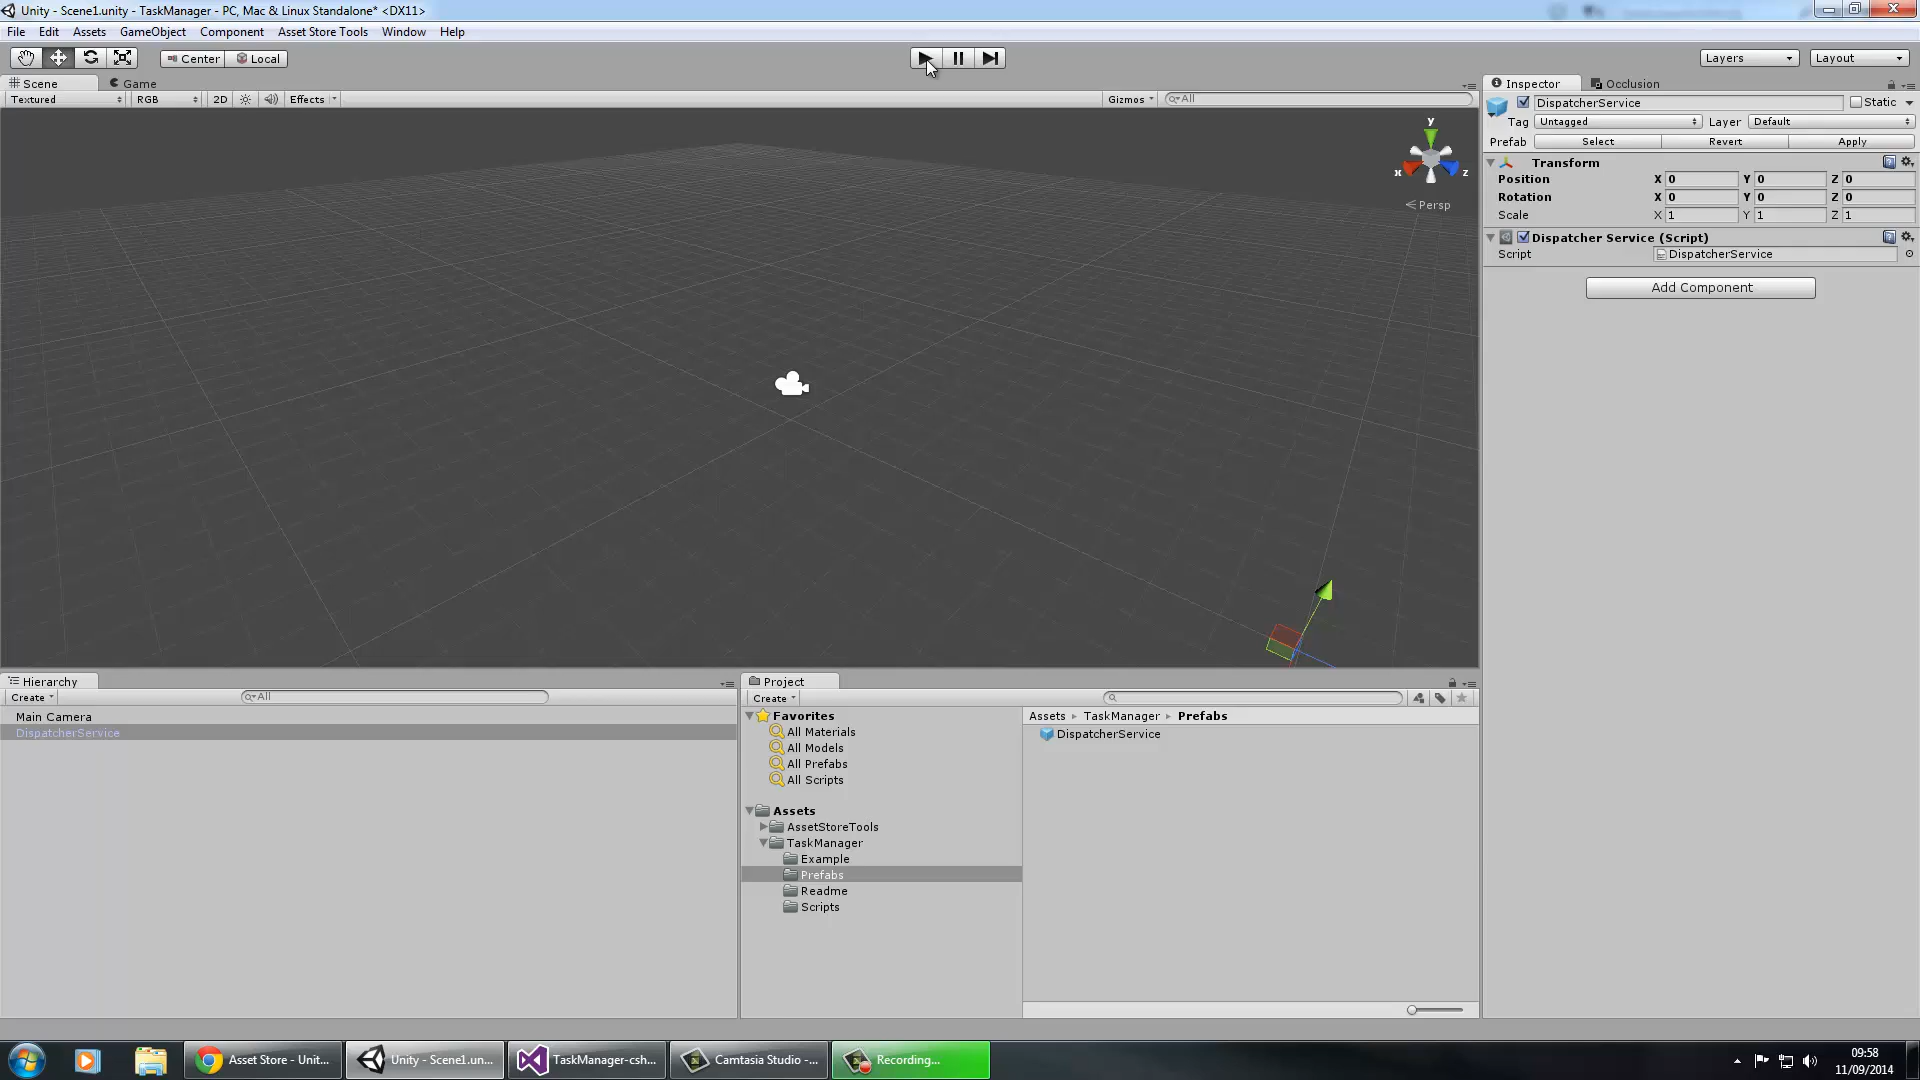 Unity - Scene1.unity - TaskManager - PC, Mac & Linux Standalone* <DX11>
File Edit Assets GameObject Component Asset Store Tools Window Help
Center Local Layers Layout
Scene Game Inspector Occlusion
Textured RGB 2D Effects Gizmos All
DispatcherService Static
Tag Untagged Layer Default
Prefab Select Revert Apply
Transform
Position X 0 Y 0 Z 0
Rotation X 0 Y 0 Z 0
Scale X 1 Y 1 Z 1
Dispatcher Service (Script)
Script DispatcherService
Add Component
y
x z
Persp
Hierarchy
Create All
Main Camera
DispatcherService
Project
Create
Favorites
All Materials
All Models
All Prefabs
All Scripts
Assets
AssetStoreTools
TaskManager
Example
Prefabs
Readme
Scripts
Assets TaskManager Prefabs
DispatcherService
Asset Store - Unit... Unity - Scene1.un... TaskManager-csh... Camtasia Studio -... Recording...
09:58
11/09/2014